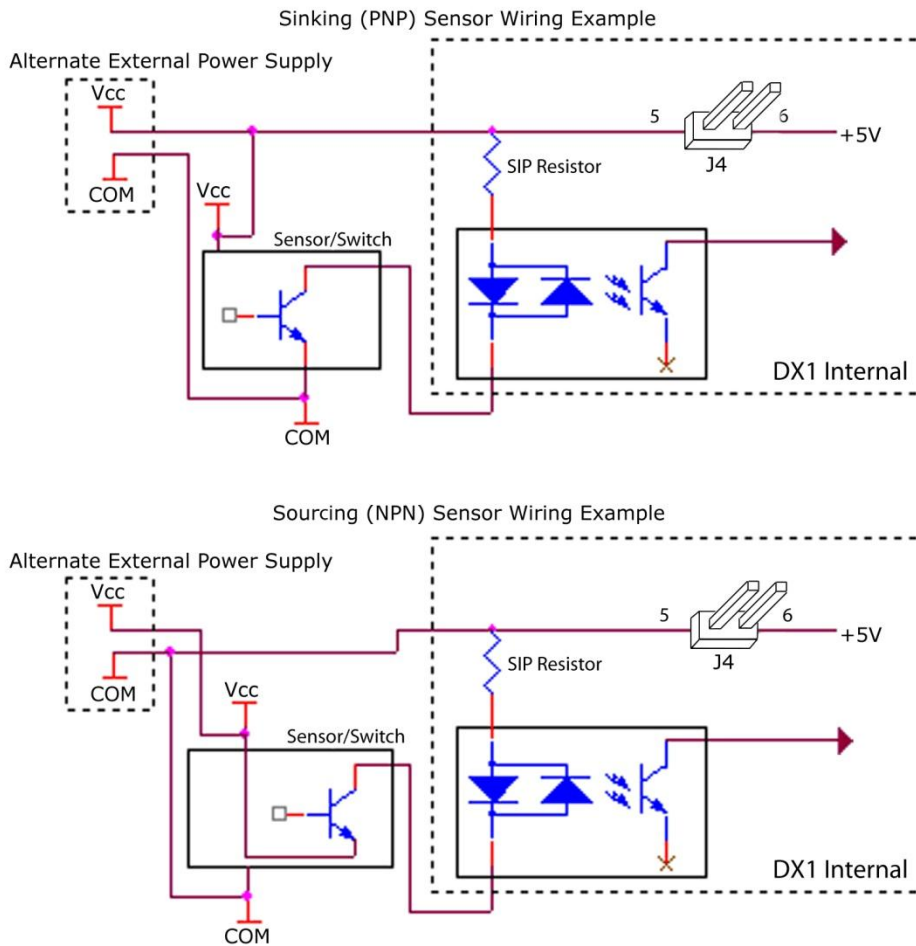 Sinking (PNP) Sensor Wiring Example
Alternate External Power Supply
Vcc
COM
5
6
+5V
J4
SIP Resistor
Vcc
Sensor/Switch
COM
DX1 Internal
Sourcing (NPN) Sensor Wiring Example
Alternate External Power Supply
Vcc
COM
5
6
+5V
J4
SIP Resistor
Vcc
Sensor/Switch
COM
DX1 Internal